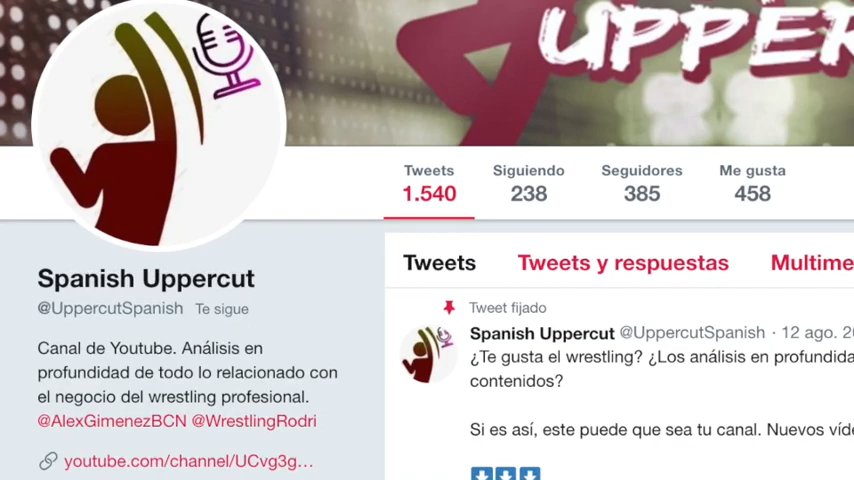 UPPER
Tweets Siguiendo Seguidores Me gusta
1.540 238 385 458
Spanish Uppercut
@UppercutSpanish Te sigue
Canal de Youtube. Análisis en
profundidad de todo lo relacionado con
el negocio del wrestling profesional.
@AlexGimenezBCN @WrestlingRodri
youtube.com/channel/UCvg3g...
Tweets Tweets y respuestas Multime
Tweet fijado
Spanish Uppercut @UppercutSpanish · 12 ago. 20
¿Te gusta el wrestling? ¿Los análisis en profundida
contenidos?
Si es así, este puede que sea tu canal. Nuevos víde